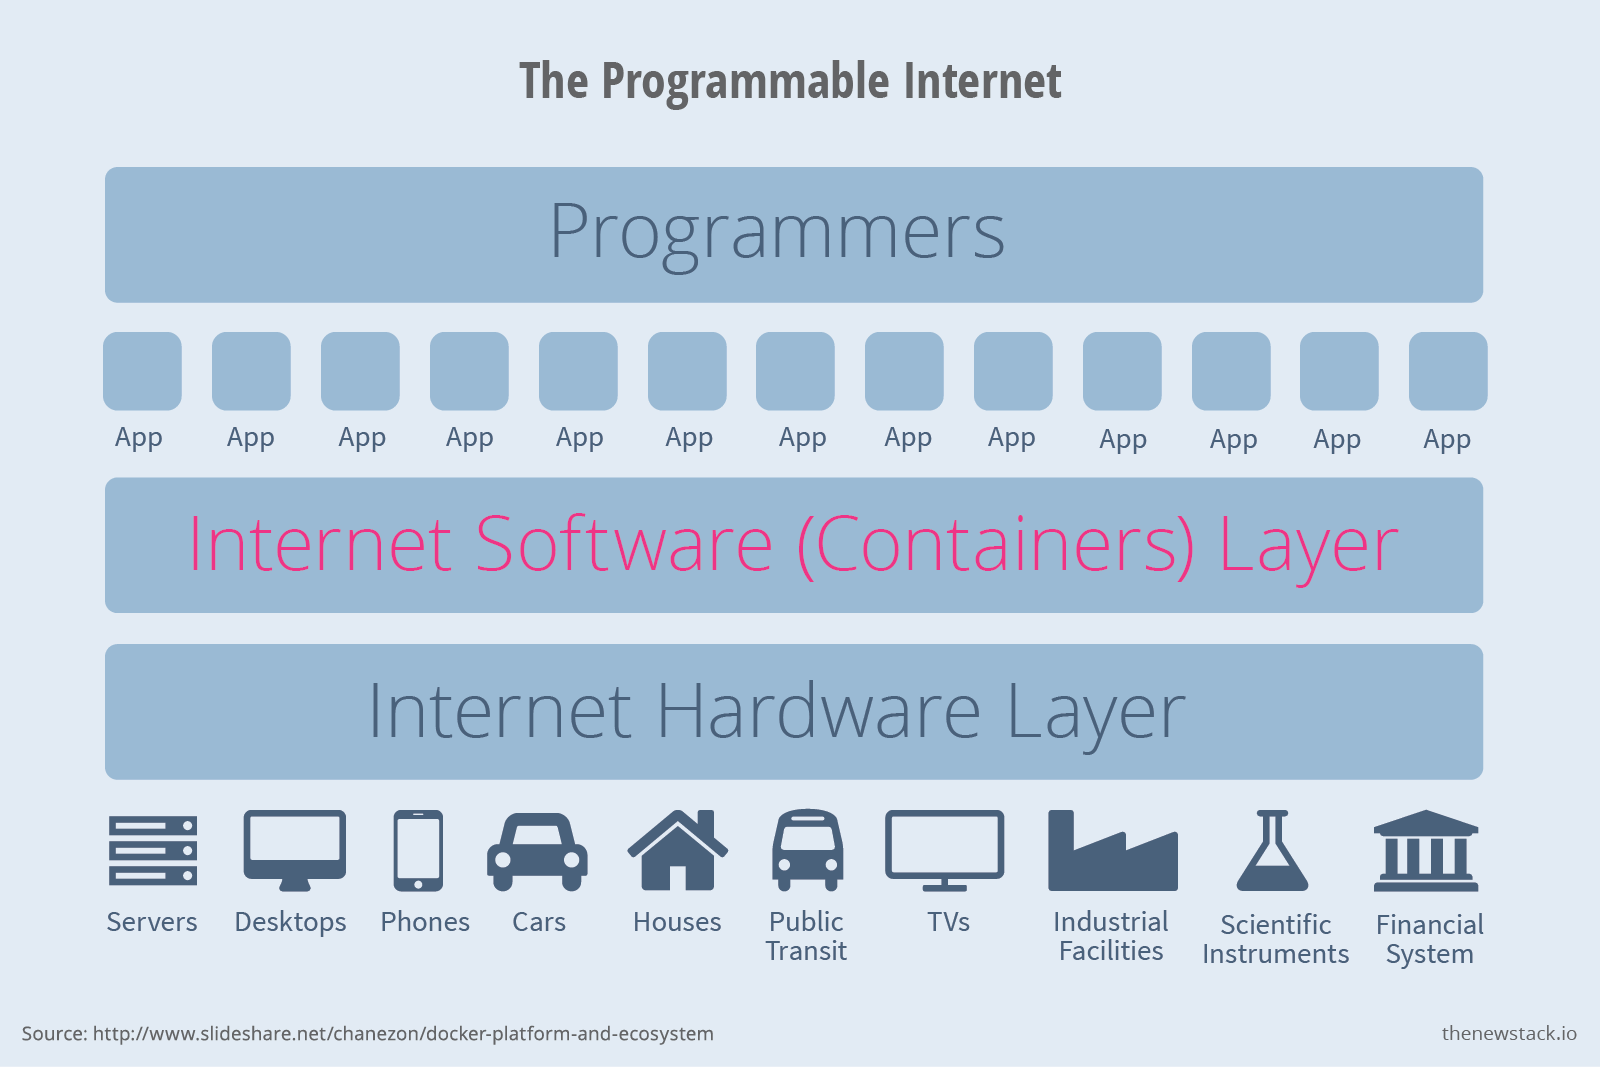 The Programmable Internet
Programmers
App App App App App App App App App App App App App
Internet Software (Containers) Layer
Internet Hardware Layer
Servers Desktops Phones Cars Houses Public Transit TVs Industrial Facilities Scientific Instruments Financial System
Source: http://www.slideshare.net/chanezon/docker-platform-and-ecosystem
thenewstack.io